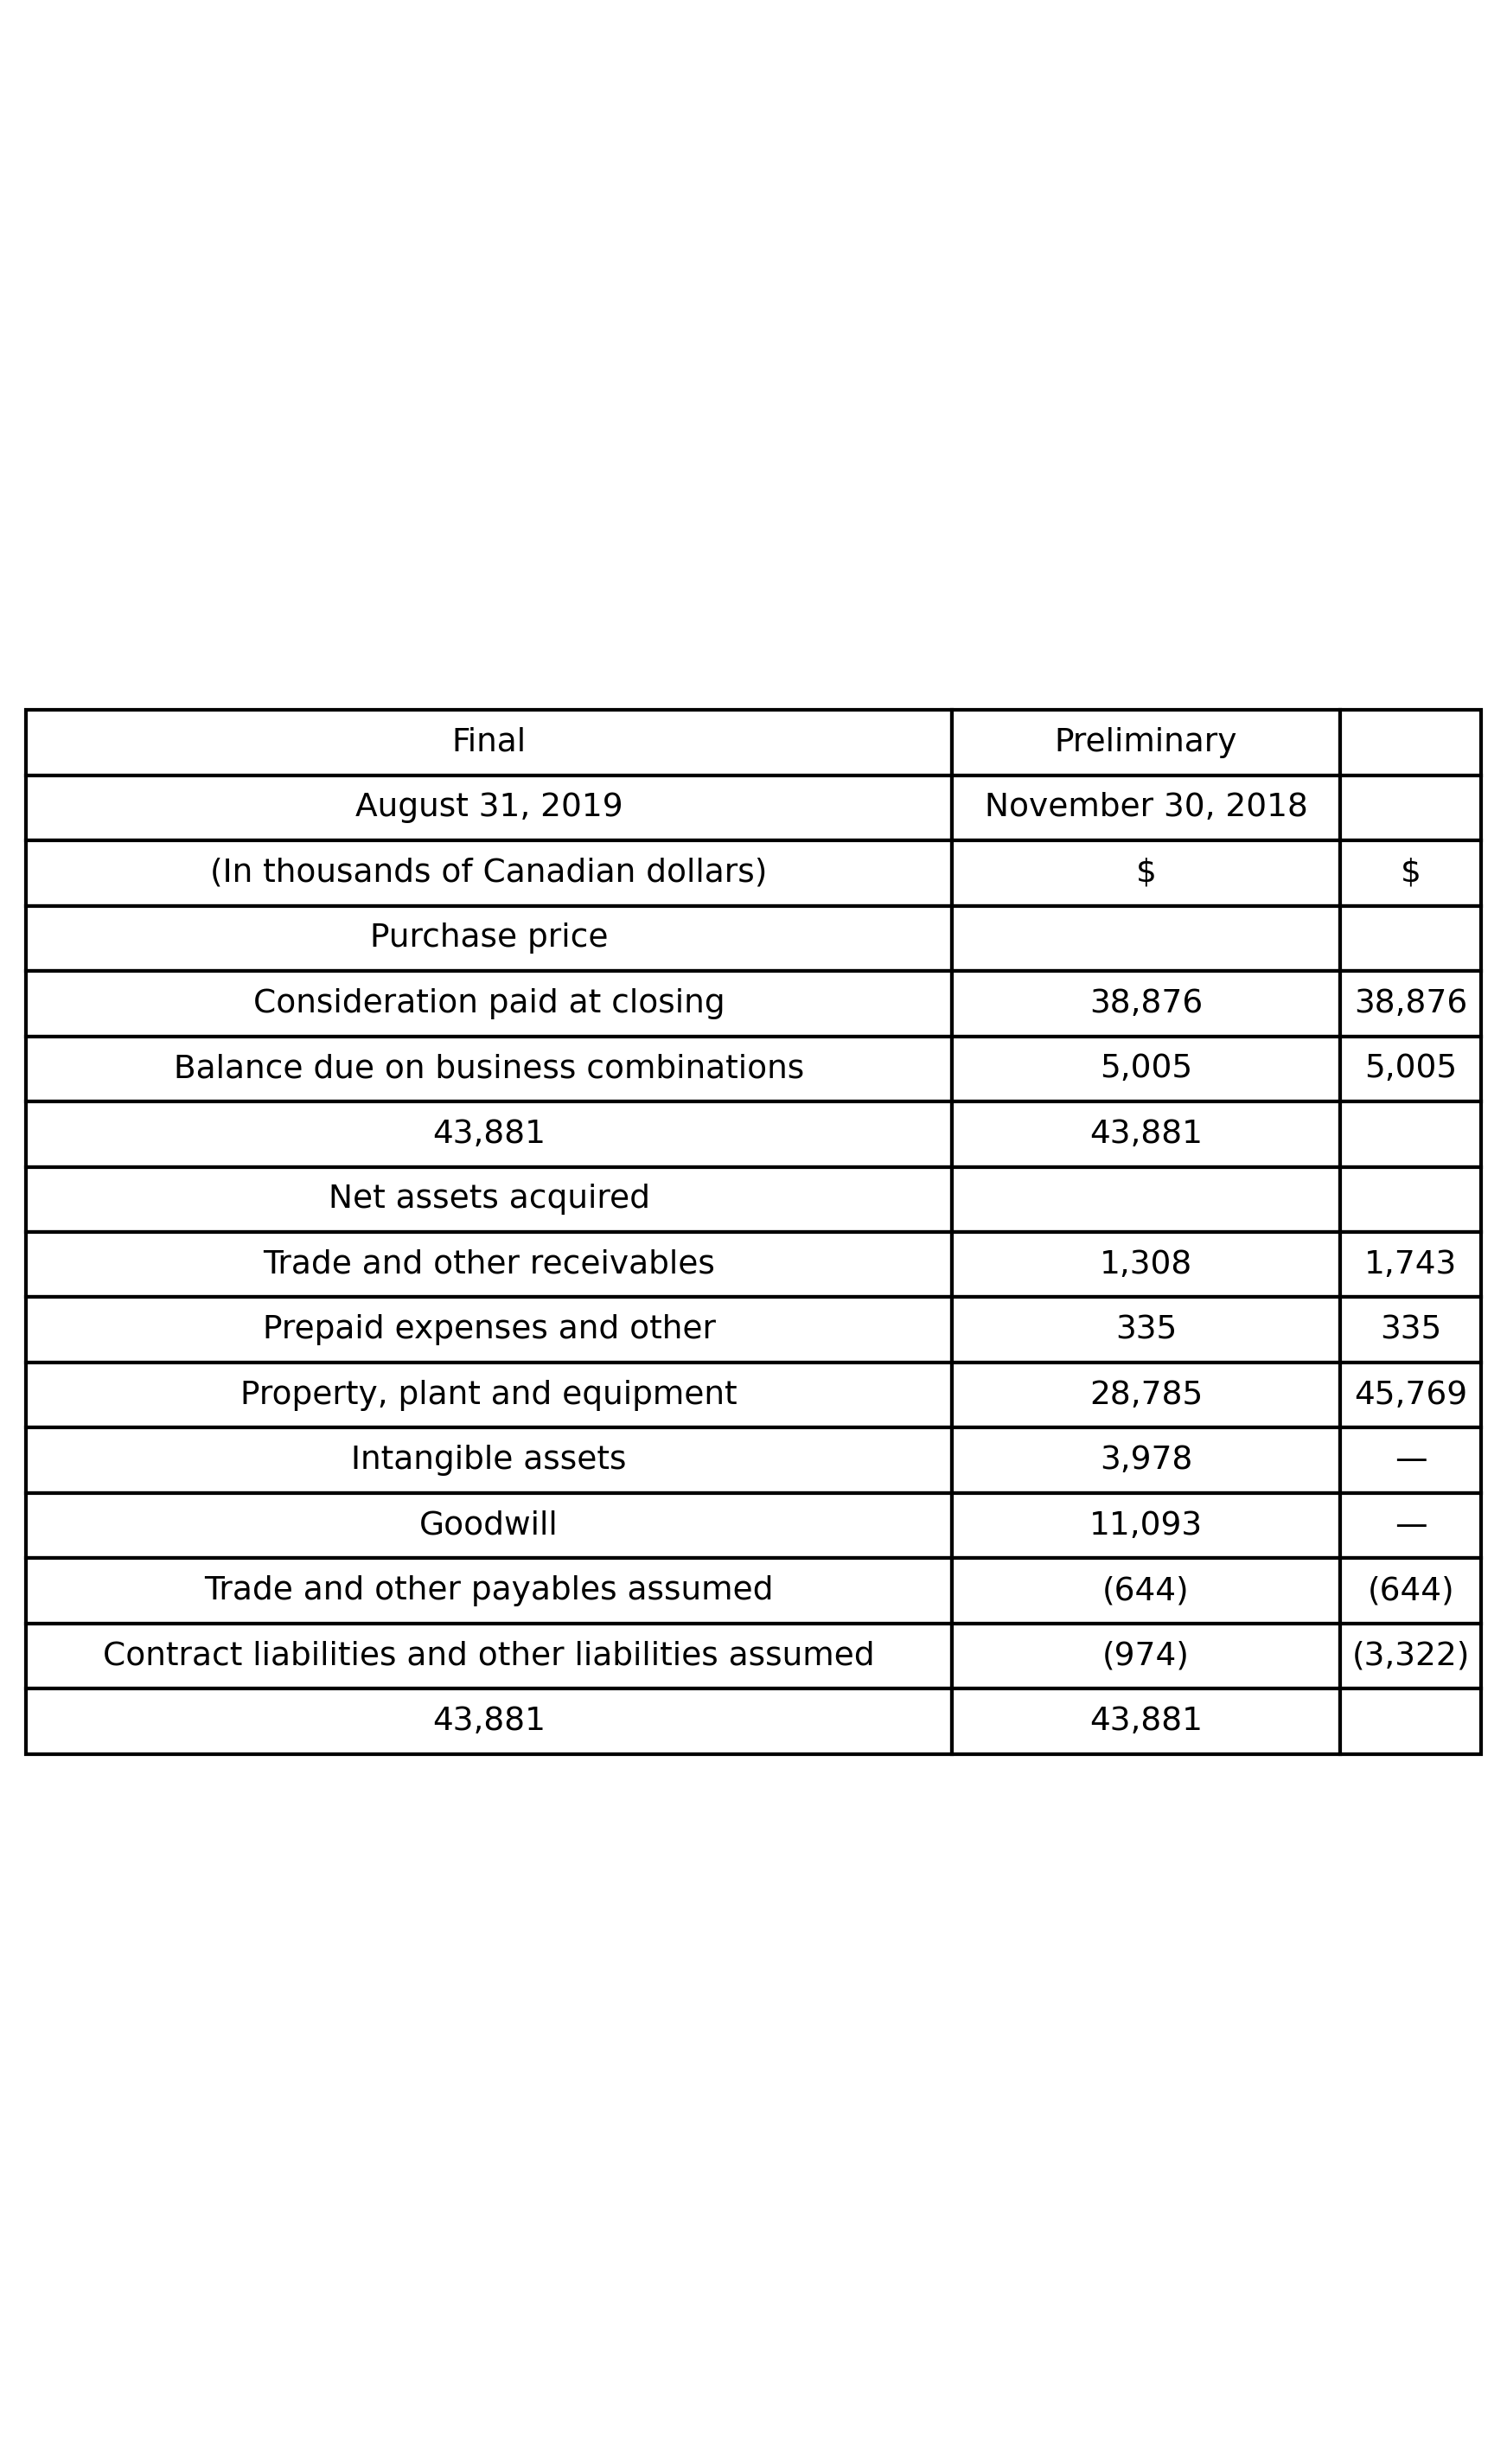 Final Preliminary
August 31, 2019 November 30, 2018
(In thousands of Canadian dollars) $ $
Purchase price
Consideration paid at closing 38,876 38,876
Balance due on business combinations 5,005 5,005
43,881 43,881
Net assets acquired
Trade and other receivables 1,308 1,743
Prepaid expenses and other 335 335
Property, plant and equipment 28,785 45,769
Intangible assets 3,978 —
Goodwill 11,093 —
Trade and other payables assumed (644) (644)
Contract liabilities and other liabilities assumed (974) (3,322)
43,881 43,881